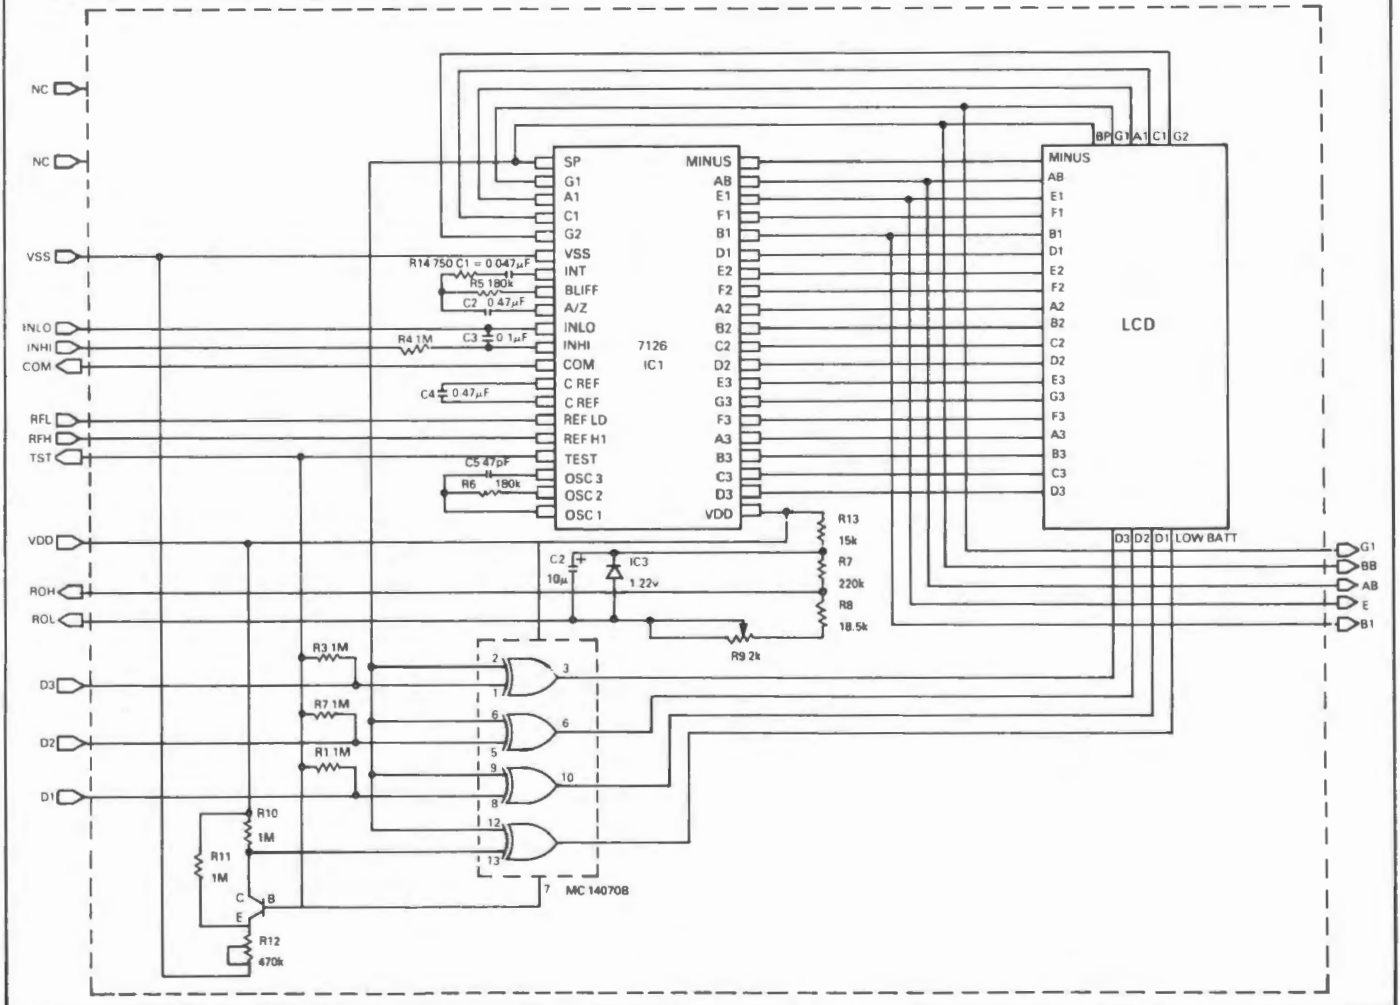 NC
NC
VSS
INLO
INHI
COM
RFL
RFH
TST
VDD
ROH
ROL
D3
D2
D1
BP G1 A1 C1 G2
SP
G1
A1
C1
G2
VSS
INT
BLIFF
A/Z
INLO
INHI
COM
C REF
C REF
REF LD
REF H1
TEST
OSC 3
OSC 2
OSC 1
7126
IC1
MINUS
AB
E1
F1
B1
D1
E2
F2
A2
B2
C2
D2
E3
G3
F3
A3
B3
C3
D3
VDD
MINUS
AB
E1
F1
B1
D1
E2
F2
A2
B2
C2
D2
E3
G3
F3
A3
B3
C3
D3
LCD
D3 D2 D1 LOW BATT
R14 750 C1 = 0 047µF
R5 180k
C2 0 47µF
R4 1M
C3 0 1µF
C4 0 47µF
C5 47pF
R6 180k
R13
15k
R7
220k
R8
18.5k
R9 2k
C2 +
10µ
IC3
1 22v
R3 1M
R7 1M
R1 1M
2
1
3
6
5
6
9
8
10
12
13
7
MC 14070B
R10
1M
R11
1M
C B
E
R12
470k
G1
BB
AB
E
B1